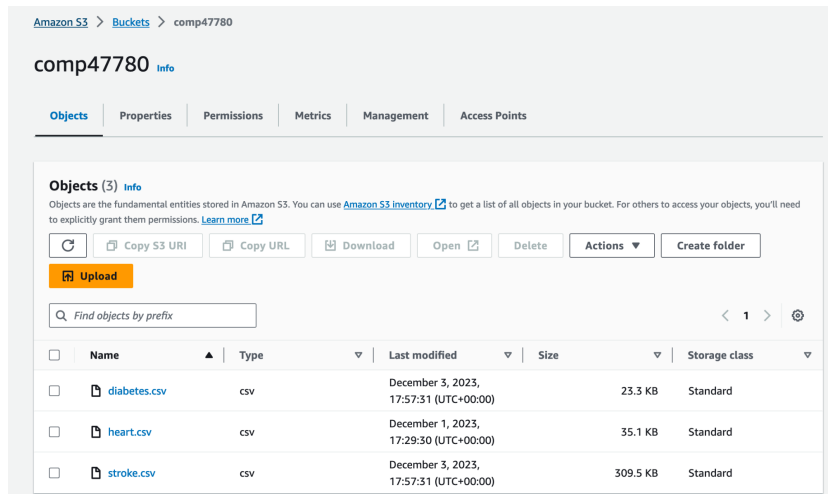 Amazon S3 > Buckets > comp47780
comp47780 Info
Objects Properties Permissions Metrics Management Access Points
Objects (3) Info
Objects are the fundamental entities stored in Amazon S3. You can use Amazon S3 inventory to get a list of all objects in your bucket. For others to access your objects, you'll need
to explicitly grant them permissions. Learn more
Copy S3 URI Copy URL Download Open Delete Actions Create folder
Upload
Find objects by prefix 1
Name Type Last modified Size Storage class
diabetes.csv csv December 3, 2023, 17:57:31 (UTC+00:00) 23.3 KB Standard
heart.csv csv December 1, 2023, 17:29:30 (UTC+00:00) 35.1 KB Standard
stroke.csv csv December 3, 2023, 17:57:31 (UTC+00:00) 309.5 KB Standard